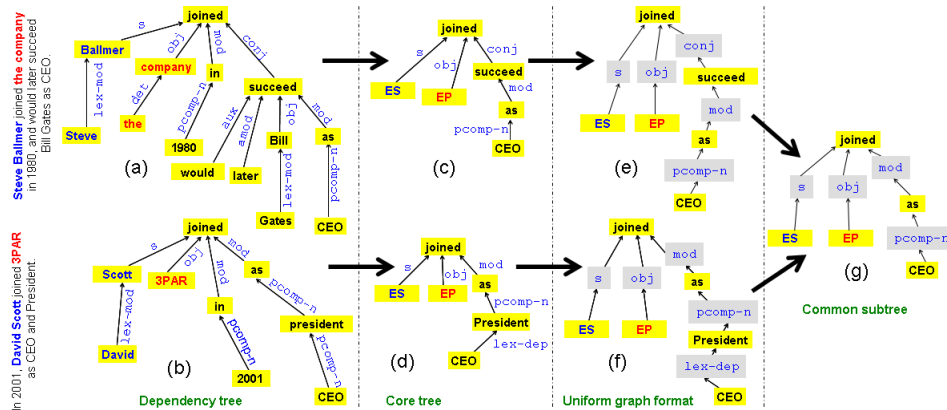 Steve Ballmer joined the company
in 1980, and would later succeed
Bill Gates as CEO.
joined
s
obj
mod
conj
Ballmer
company
in
succeed
lex-mod
det
pcomp-n
aux
amod
obj
mod
Steve
the
1980
would
later
Bill
as
lex-mod
pcomp-n
Gates
CEO
(a)
joined
s
obj
conj
ES
EP
succeed
mod
as
pcomp-n
CEO
(c)
joined
conj
s
obj
succeed
mod
ES
EP
as
pcomp-n
CEO
(e)
joined
mod
s
obj
as
ES
EP
pcomp-n
CEO
(g)
Common subtree
In 2001, David Scott joined 3PAR
as CEO and President.
joined
s
obj
mod
mod
Scott
3PAR
as
in
lex-mod
pcomp-n
pcomp-n
president
David
2001
pcomp-n
CEO
(b)
Dependency tree
joined
s
obj
mod
ES
EP
as
pcomp-n
President
lex-dep
CEO
(d)
Core tree
joined
mod
s
obj
as
pcomp-n
ES
EP
President
lex-dep
CEO
(f)
Uniform graph format